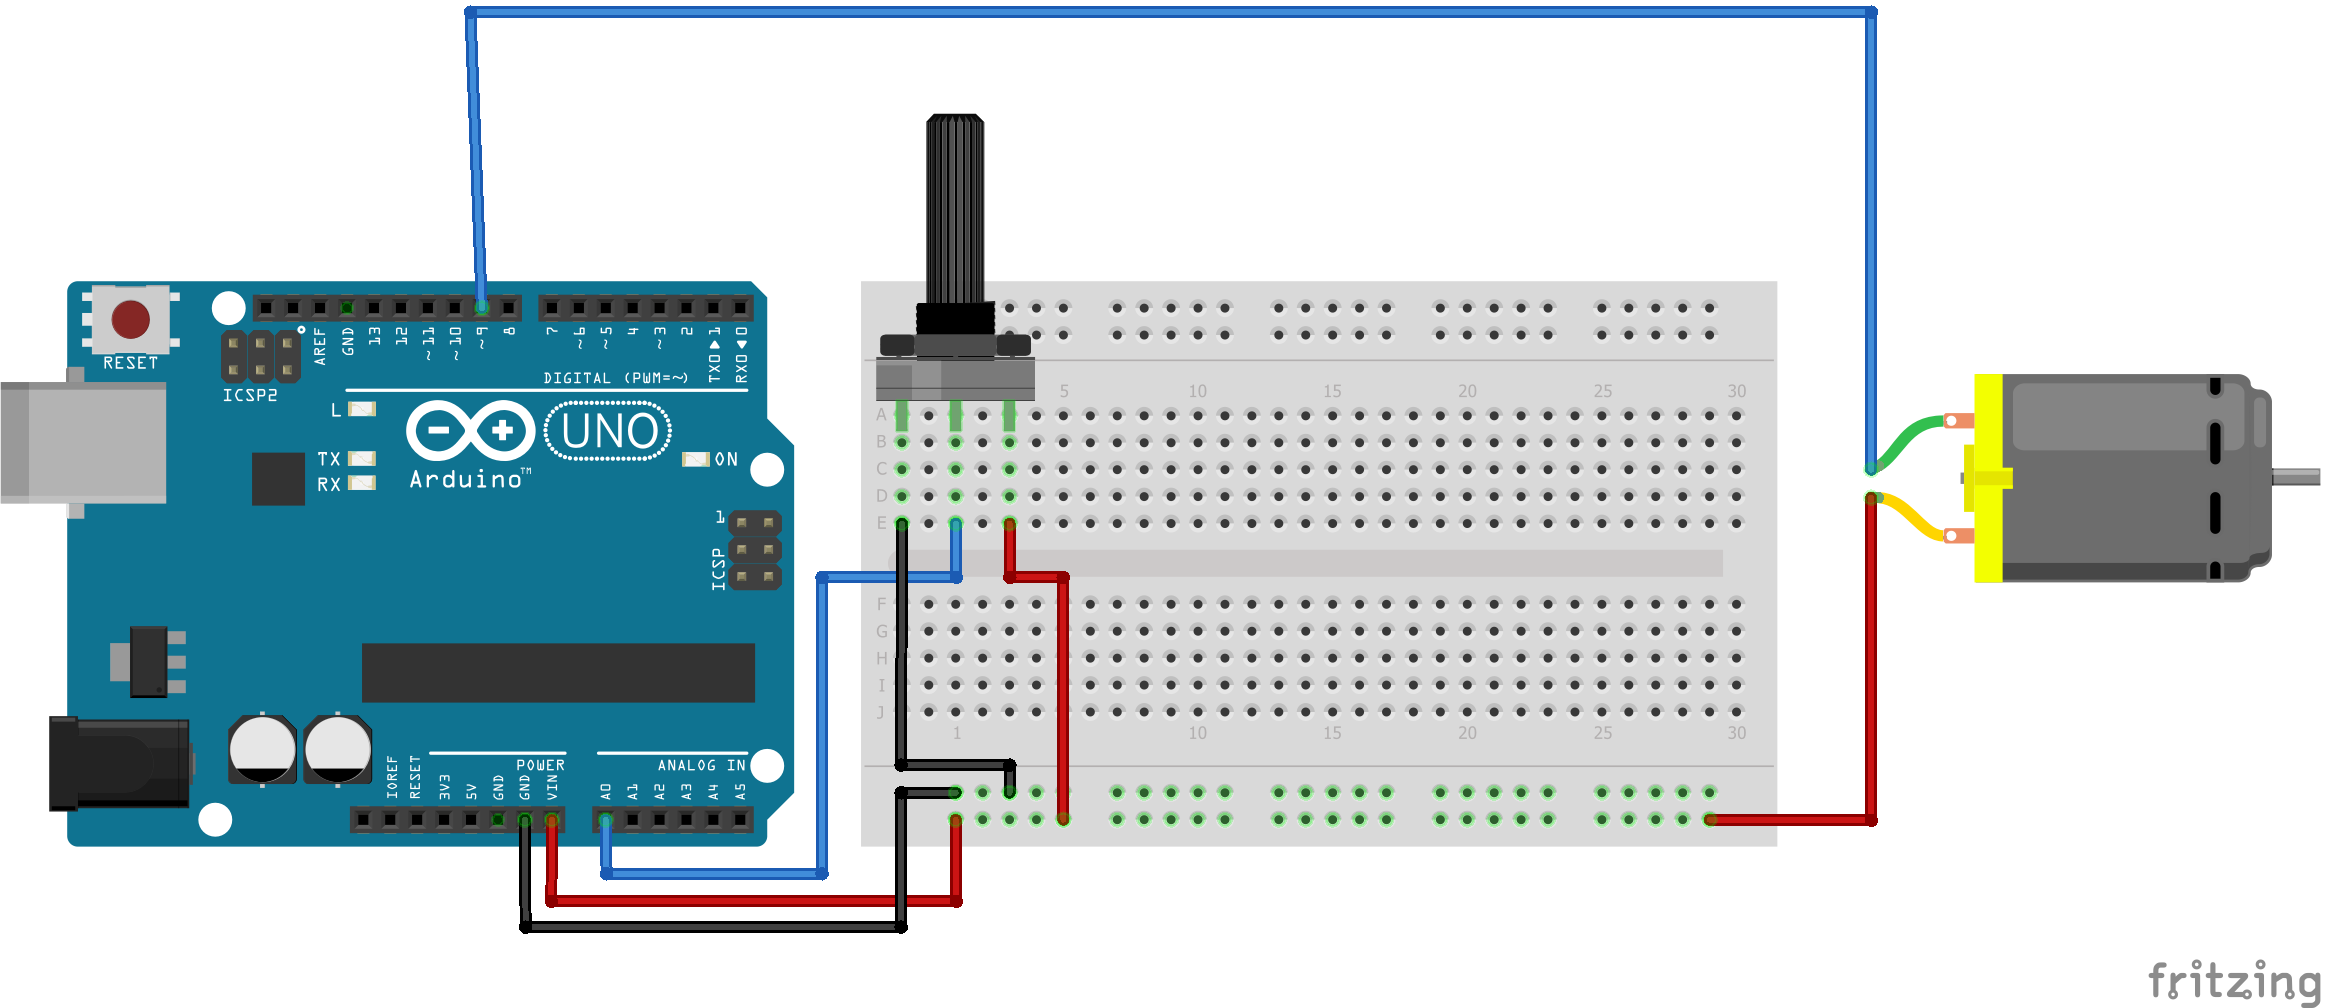 RESET
ICSP2
AREF
GND
13
12
~11
~10
~9
8
7
~6
~5
4
~3
2
TX0▶1
RX0◀0
DIGITAL (PWM=~)
L
TX
RX
UNO
ON
Arduino™
1
ICSP
POWER
ANALOG IN
IOREF
RESET
3V3
5V
GND
GND
VIN
A0
A1
A2
A3
A4
A5
5 10 15 20 25 30
A
B
C
D
E
F
G
H
I
J
1 10 15 20 25 30
fritzing